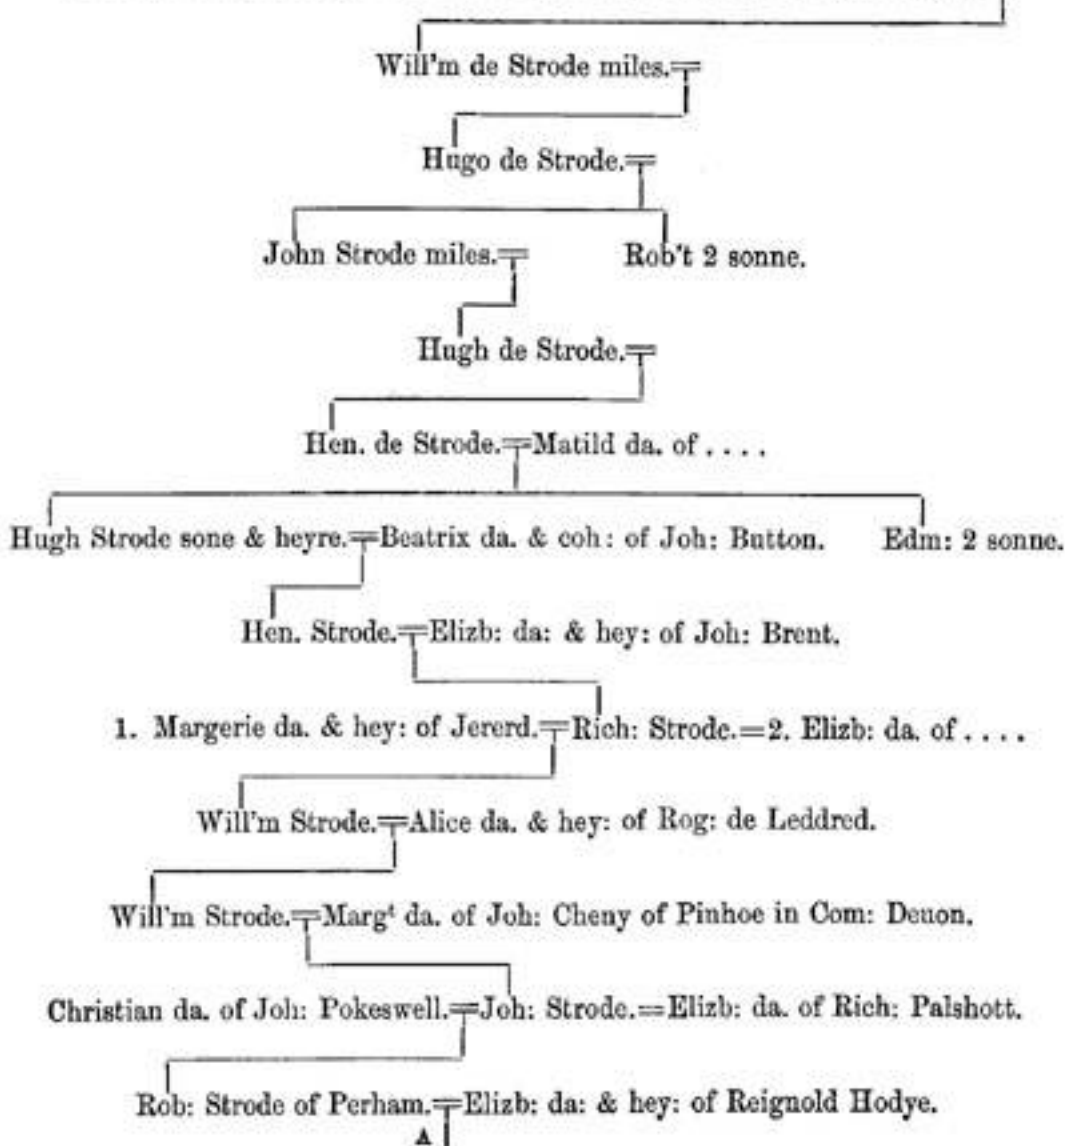 Will'm de Strode miles.
Hugo de Strode.
John Strode miles. Rob't 2 sonne.
Hugh de Strode.
Hen. de Strode.=Matild da. of . . . .
Hugh Strode sone & heyre.=Beatrix da. & coh: of Joh: Button. Edm: 2 sonne.
Hen. Strode.=Elizb: da: & hey: of Joh: Brent.
1. Margerie da. & hey: of Jererd.=Rich: Strode.=2. Elizb: da. of . . . .
Will'm Strode.=Alice da. & hey: of Rog: de Leddred.
Will'm Strode.=Margᵗ da. of Joh: Cheny of Pinhoe in Com: Deuon.
Christian da. of Joh: Pokeswell.=Joh: Strode.=Elizb: da. of Rich: Palshott.
Rob: Strode of Perham.=Elizb: da: & hey: of Reignold Hodye.
A